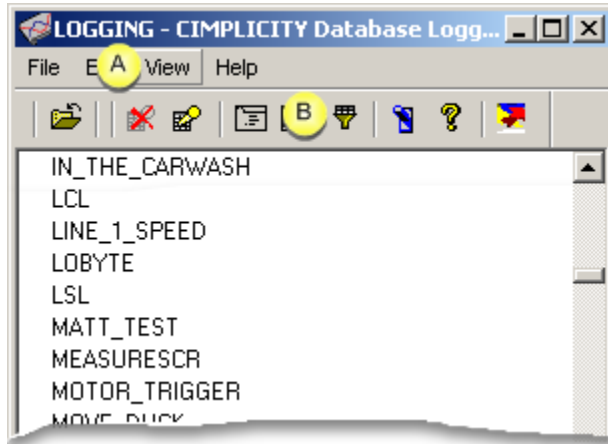 LOGGING - CIMPLICITY Database Logg...
File E A View Help
B
IN_THE_CARWASH
LCL
LINE_1_SPEED
LOBYTE
LSL
MATT_TEST
MEASURESCR
MOTOR_TRIGGER